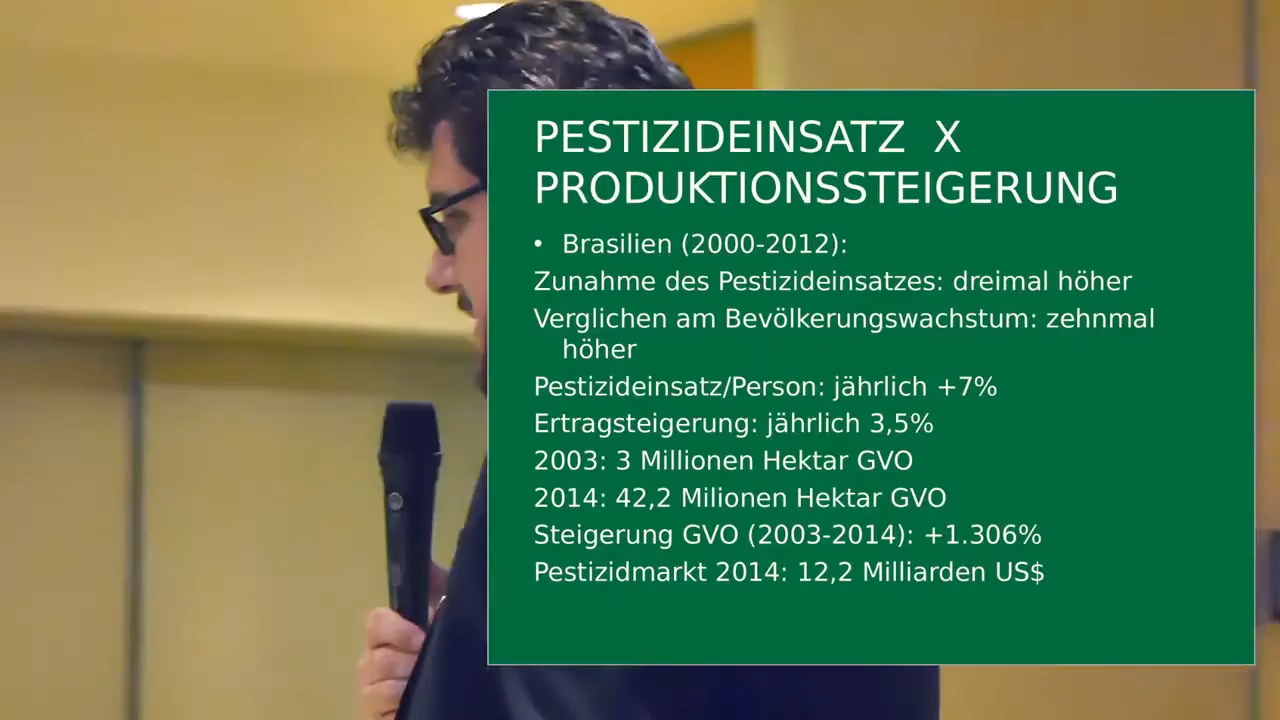 PESTIZIDEINSATZ X
PRODUKTIONSSTEIGERUNG
• Brasilien (2000-2012):
Zunahme des Pestizideinsatzes: dreimal höher
Verglichen am Bevölkerungswachstum: zehnmal
höher
Pestizideinsatz/Person: jährlich +7%
Ertragsteigerung: jährlich 3,5%
2003: 3 Millionen Hektar GVO
2014: 42,2 Milionen Hektar GVO
Steigerung GVO (2003-2014): +1.306%
Pestizidmarkt 2014: 12,2 Milliarden US$